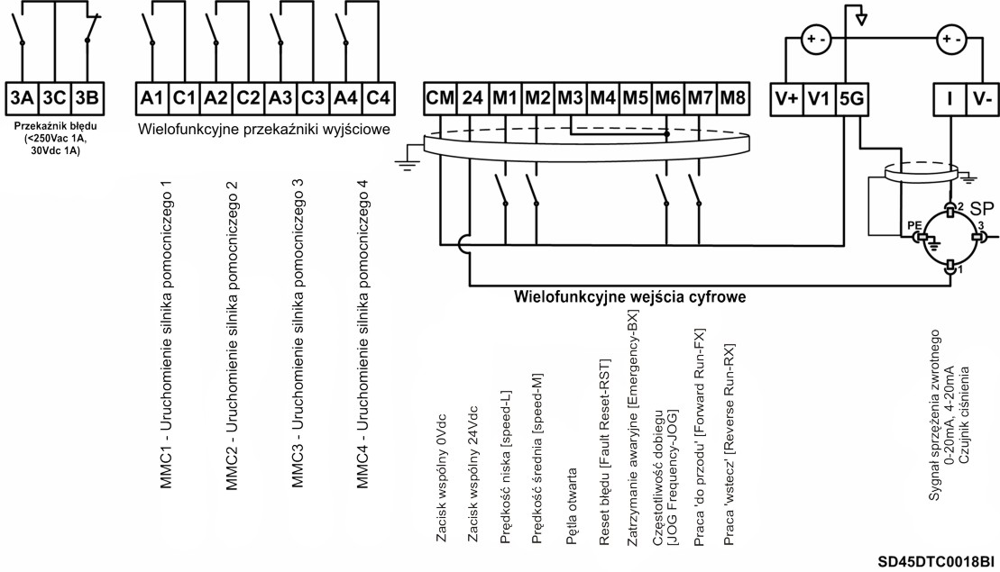 3A 3C 3B
A1 C1 A2 C2 A3 C3 A4 C4
CM 24 M1 M2 M3 M4 M5 M6 M7 M8
V+ V1 5G
I V-
+ -
+ -
Przekaźnik błędu
(<250Vac 1A,
30Vdc 1A)
Wielofunkcyjne przekaźniki wyjściowe
MMC1 - Uruchomienie silnika pomocniczego 1
MMC2 - Uruchomienie silnika pomocniczego 2
MMC3 - Uruchomienie silnika pomocniczego 3
MMC4 - Uruchomienie silnika pomocniczego 4
2 SP
PE
3
1
Wielofunkcyjne wejścia cyfrowe
Zacisk wspólny 0Vdc
Zacisk wspólny 24Vdc
Prędkość niska [speed-L]
Prędkość średnia [speed-M]
Pętla otwarta
Reset błędu [Fault Reset-RST]
Zatrzymanie awaryjne [Emergency-BX]
Częstotliwość dobiegu
[JOG Frequency-JOG]
Praca 'do przodu' [Forward Run-FX]
Praca 'wstecz' [Reverse Run-RX]
Sygnał sprzężenia zwrotnego
0-20mA, 4-20mA
Czujnik ciśnienia
SD45DTC0018BI